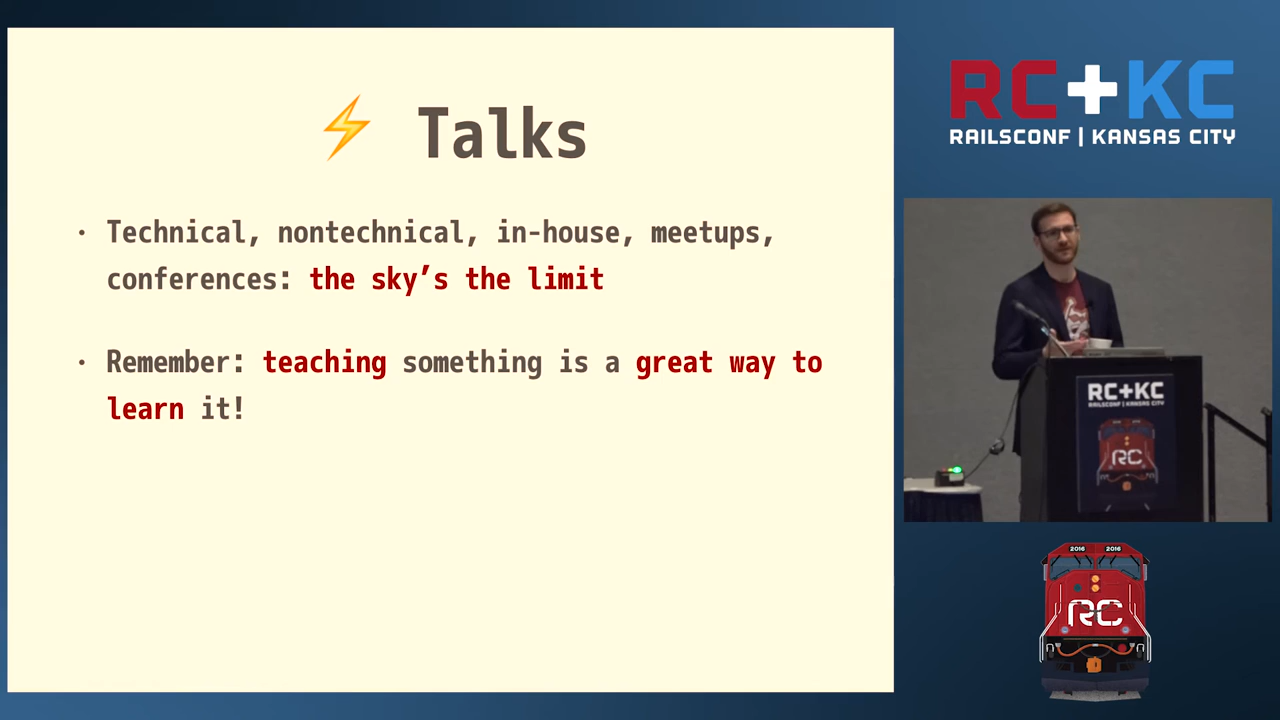 ⚡ Talks
• Technical, nontechnical, in-house, meetups,
conferences: the sky’s the limit
• Remember: teaching something is a great way to
learn it!
RC+KC
RAILSCONF | KANSAS CITY
RC+KC
RAILSCONF | KANSAS CITY
RC
2016 2016
RC